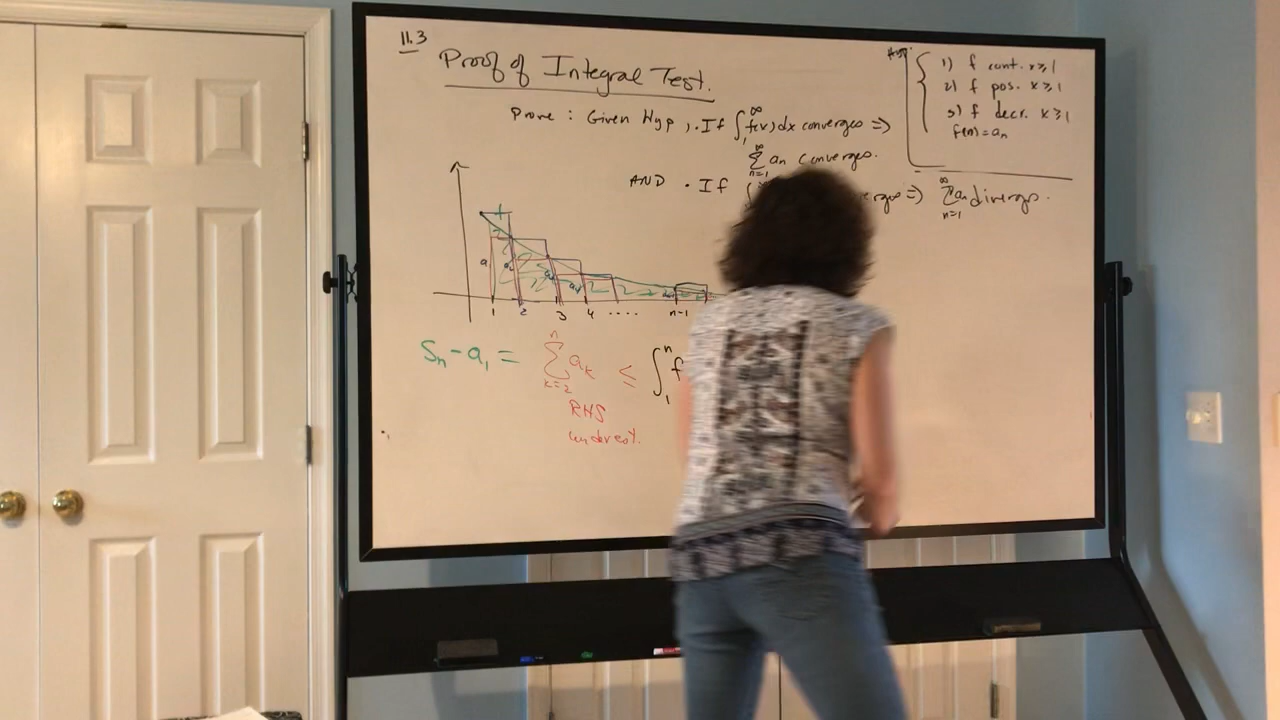 11.3
Proof of Integral Test.
Hyp:
1) f cont. x ≥ 1
2) f pos. x ≥ 1
3) f decr. x ≥ 1
f(n) = aₙ
Prove : Given Hyp, . If ∫₁^∞ f(x)dx converges ⇒
∑_{n=1}^∞ aₙ converges.
AND . If ∫ ⇒ ∑_{n=1}^∞ aₙ diverges.
1 2 3 4 .... n-1
Sₙ - a₁ = ∑_{k=2}^n aₖ ≤ ∫₁ⁿ f
RHS
underest.